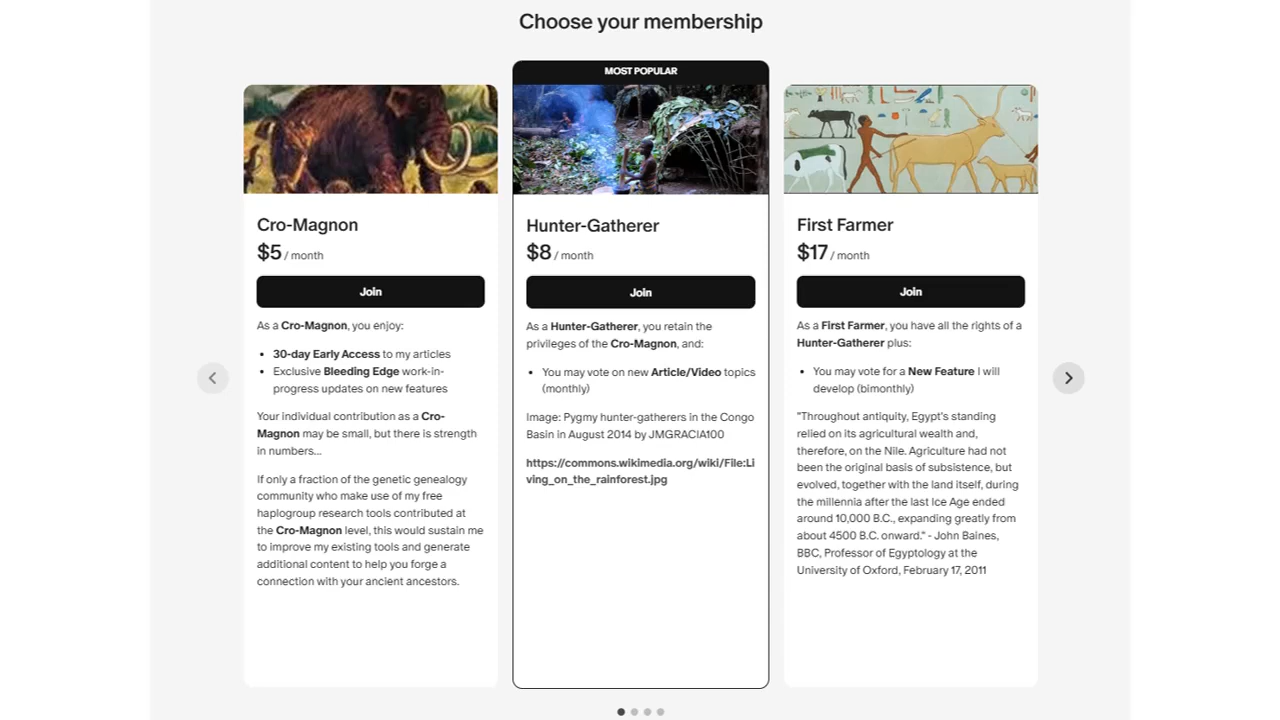 Choose your membership
MOST POPULAR
Cro-Magnon
$5 / month
Join
As a Cro-Magnon, you enjoy:
• 30-day Early Access to my articles
• Exclusive Bleeding Edge work-in-
progress updates on new features
Your individual contribution as a Cro-
Magnon may be small, but there is strength
in numbers...
If only a fraction of the genetic genealogy
community who make use of my free
haplogroup research tools contributed at
the Cro-Magnon level, this would sustain me
to improve my existing tools and generate
additional content to help you forge a
connection with your ancient ancestors.
Hunter-Gatherer
$8 / month
Join
As a Hunter-Gatherer, you retain the
privileges of the Cro-Magnon, and:
• You may vote on new Article/Video topics
(monthly)
Image: Pygmy hunter-gatherers in the Congo
Basin in August 2014 by JMGRACIA100
https://commons.wikimedia.org/wiki/File:Li
ving_on_the_rainforest.jpg
First Farmer
$17 / month
Join
As a First Farmer, you have all the rights of a
Hunter-Gatherer plus:
• You may vote for a New Feature I will
develop (bimonthly)
"Throughout antiquity, Egypt's standing
relied on its agricultural wealth and,
therefore, on the Nile. Agriculture had not
been the original basis of subsistence, but
evolved, together with the land itself, during
the millennia after the last Ice Age ended
around 10,000 B.C., expanding greatly from
about 4500 B.C. onward." - John Baines,
BBC, Professor of Egyptology at the
University of Oxford, February 17, 2011